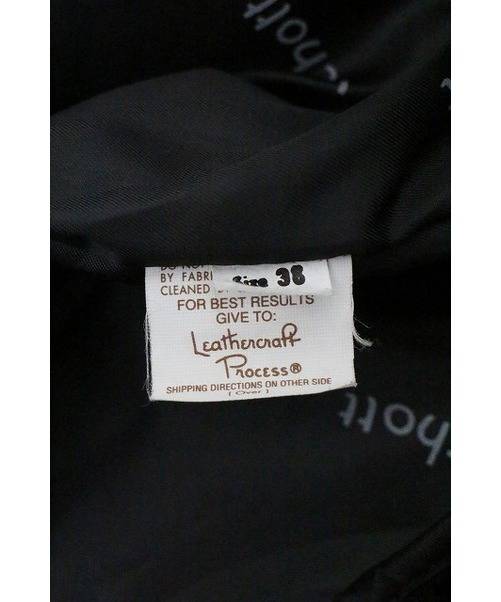 chott
BY FABRI
Size 38
CLEANED
FOR BEST RESULTS
GIVE TO:
Leathercraft
Process®
SHIPPING DIRECTIONS ON OTHER SIDE
(Over)
chott